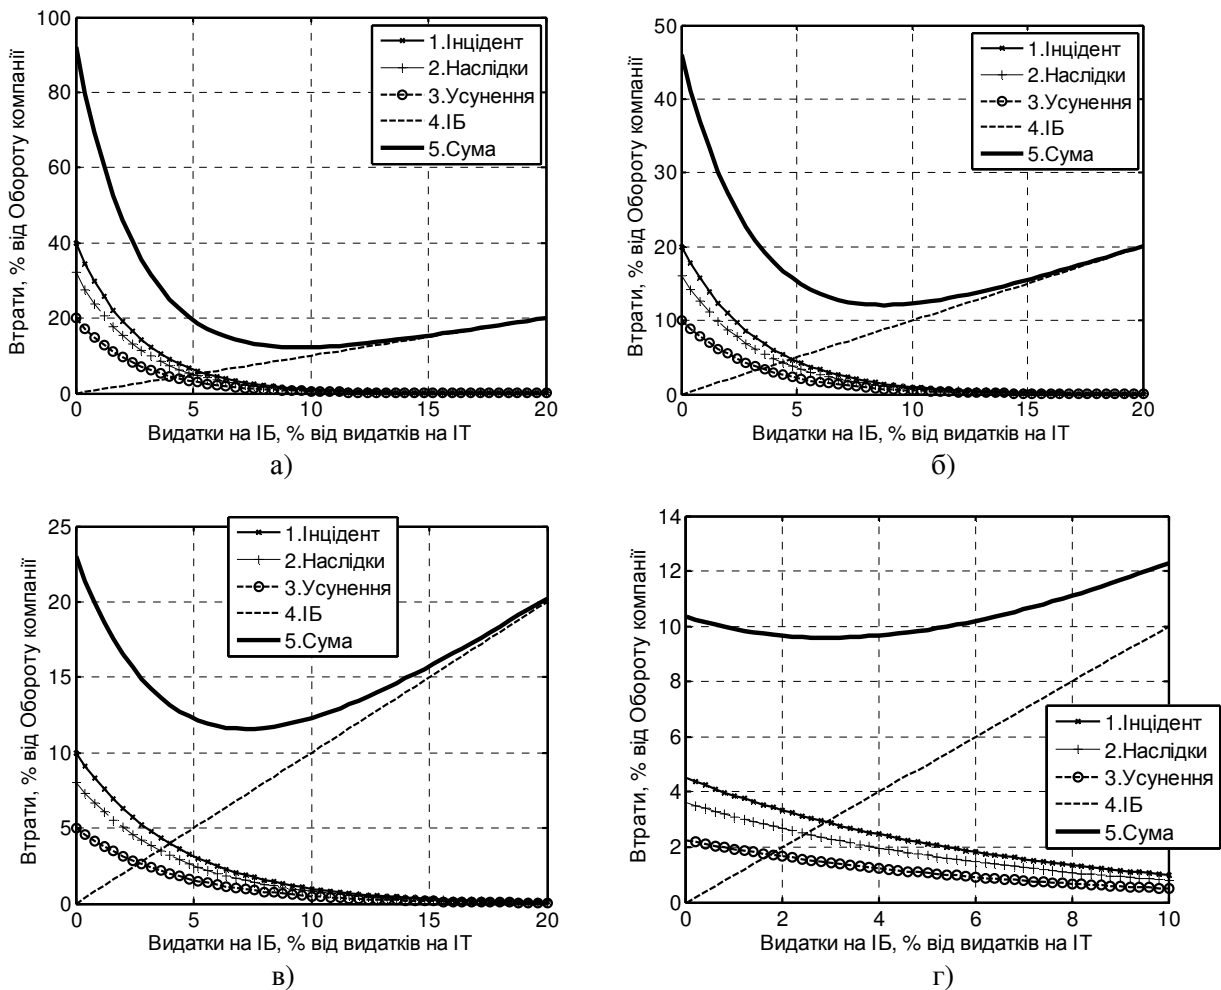 Втрати, % від Обороту компанії
100
80
60
40
20
0
0 5 10 15 20
1.Інцідент
2.Наслідки
3.Усунення
4.ІБ
5.Сума
Видатки на ІБ, % від видатків на ІТ
а)
Втрати, % від Обороту компанії
50
40
30
20
10
0
0 5 10 15 20
1.Інцідент
2.Наслідки
3.Усунення
4.ІБ
5.Сума
Видатки на ІБ, % від видатків на ІТ
б)
Втрати, % від Обороту компанії
25
20
15
10
5
0
0 5 10 15 20
1.Інцідент
2.Наслідки
3.Усунення
4.ІБ
5.Сума
Видатки на ІБ, % від видатків на ІТ
в)
Втрати, % від Обороту компанії
14
12
10
8
6
4
2
0
0 2 4 6 8 10
1.Інцідент
2.Наслідки
3.Усунення
4.ІБ
5.Сума
Видатки на ІБ, % від видатків на ІТ
г)